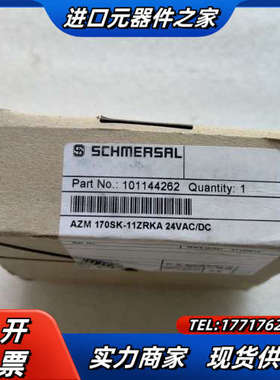 进口元器件之家
SCHMERSAL
Part No.: 101144262 Quantity: 1
AZM 170SK-11ZRKA 24VAC/DC
开
票
TEL:1771762
实力商家 现货